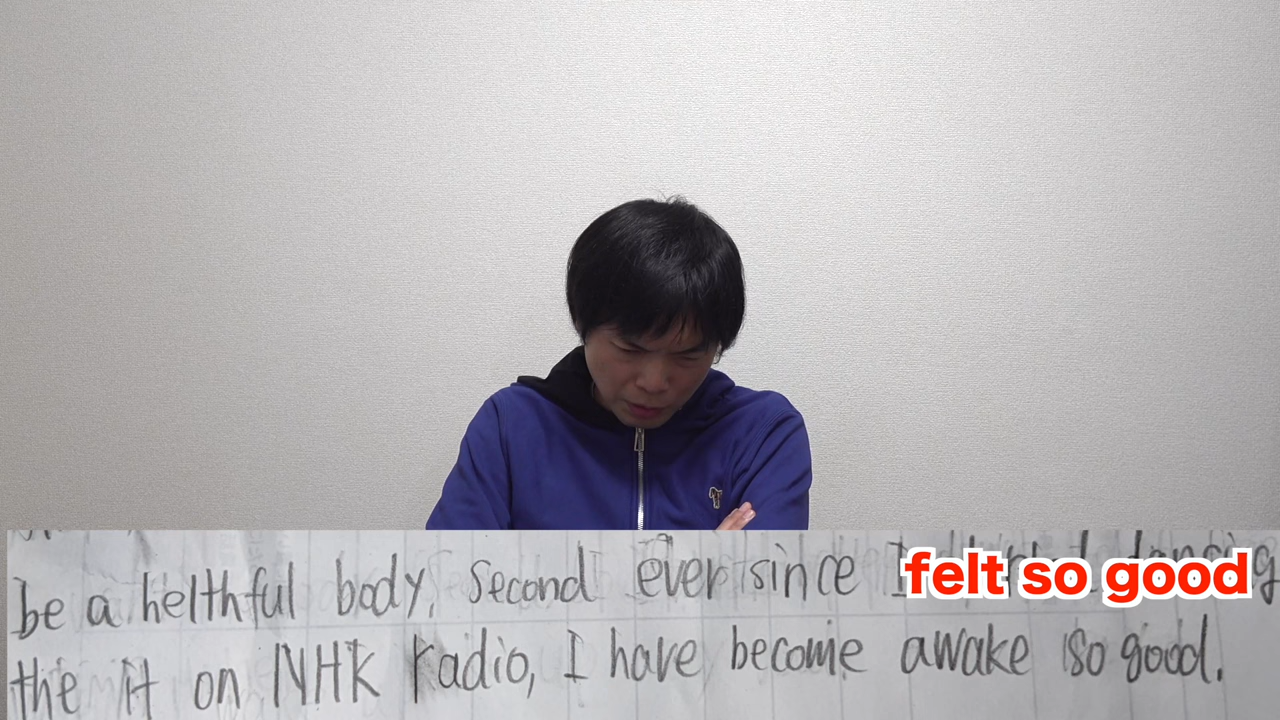 be a helthful body. Second ever since I
felt so good
the it on NHK radio, I have become awake so good.